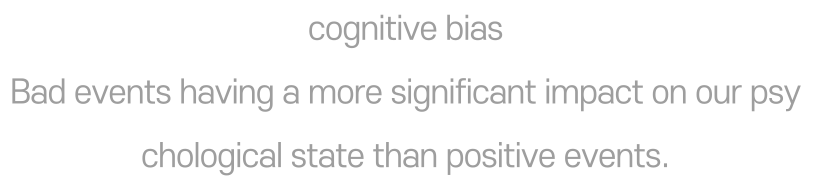 cognitive bias
Bad events having a more significant impact on our psy
chological state than positive events.